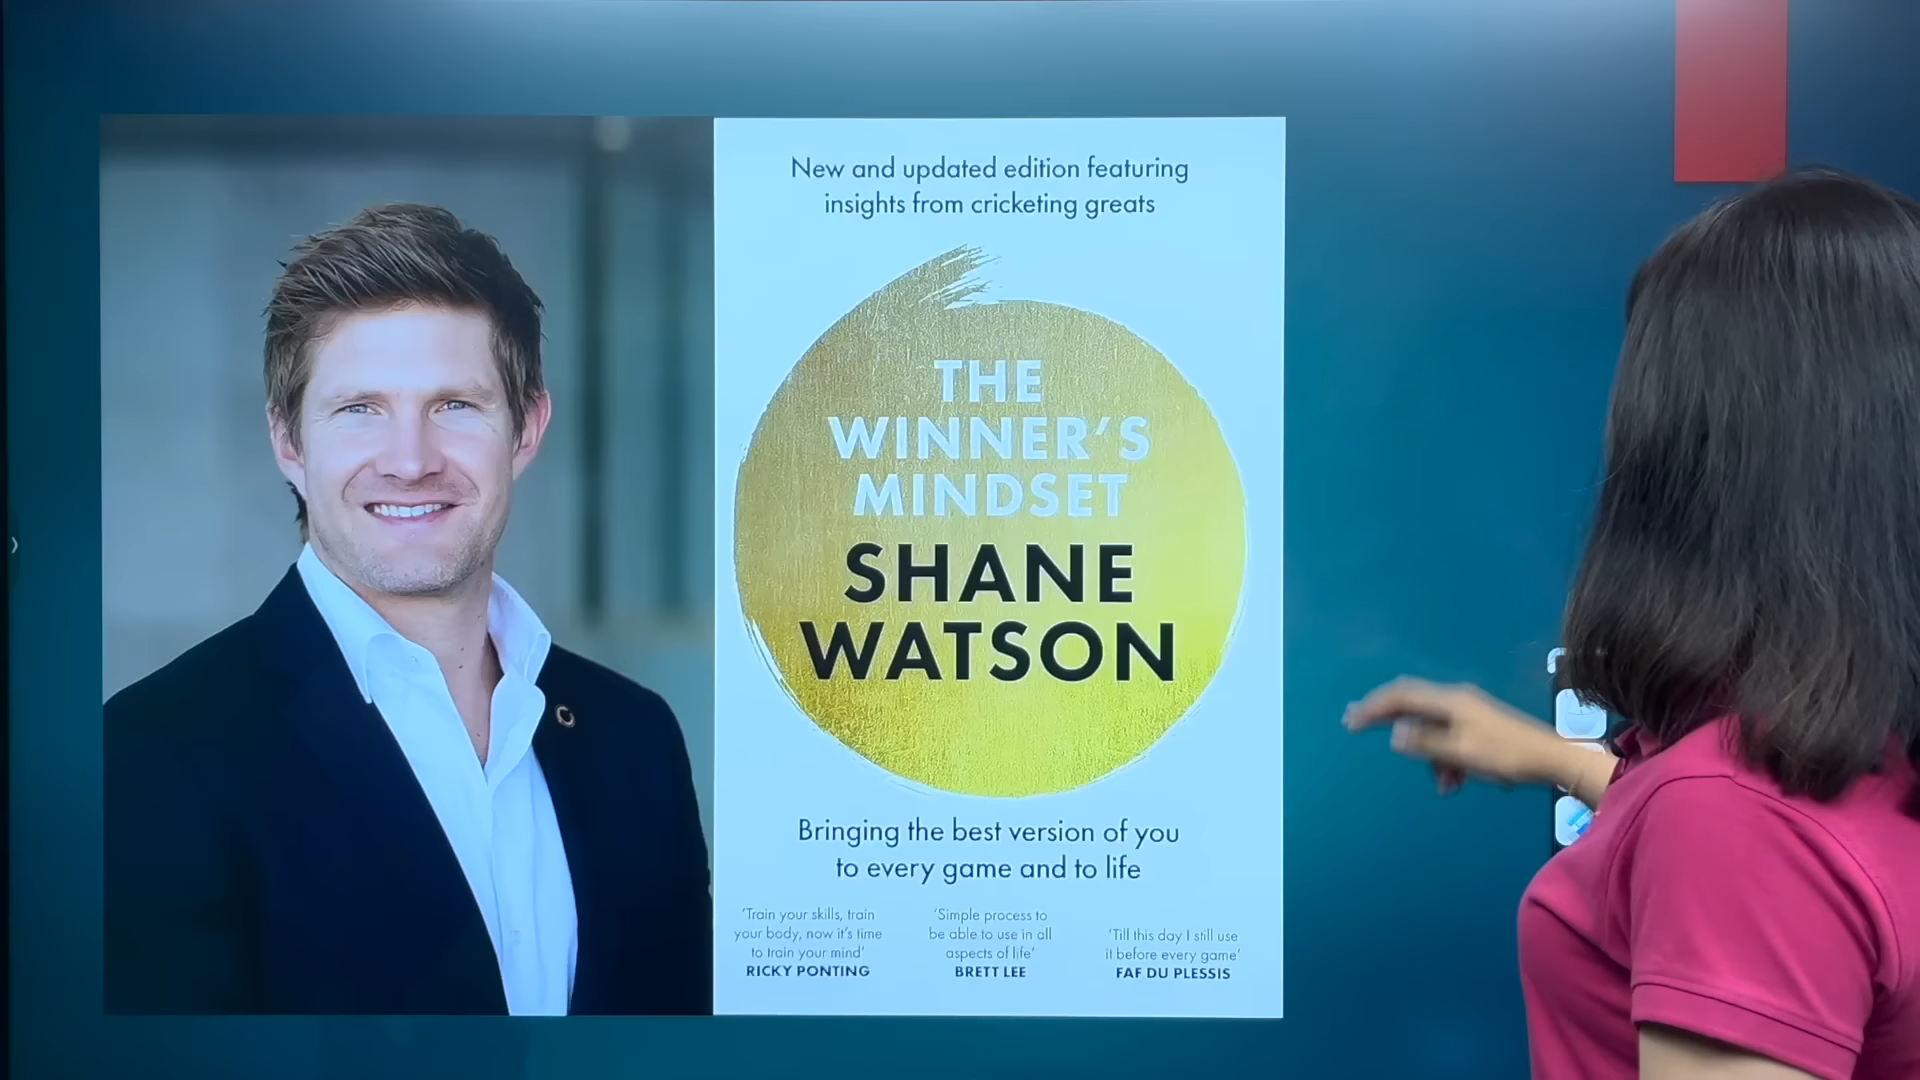 New and updated edition featuring
insights from cricketing greats
THE
WINNER'S
MINDSET
SHANE
WATSON
Bringing the best version of you
to every game and to life
'Train your skills, train
your body, now it's time
to train your mind'
RICKY PONTING
'Simple process to
be able to use in all
aspects of life'
BRETT LEE
'Till this day I still use
it before every game'
FAF DU PLESSIS